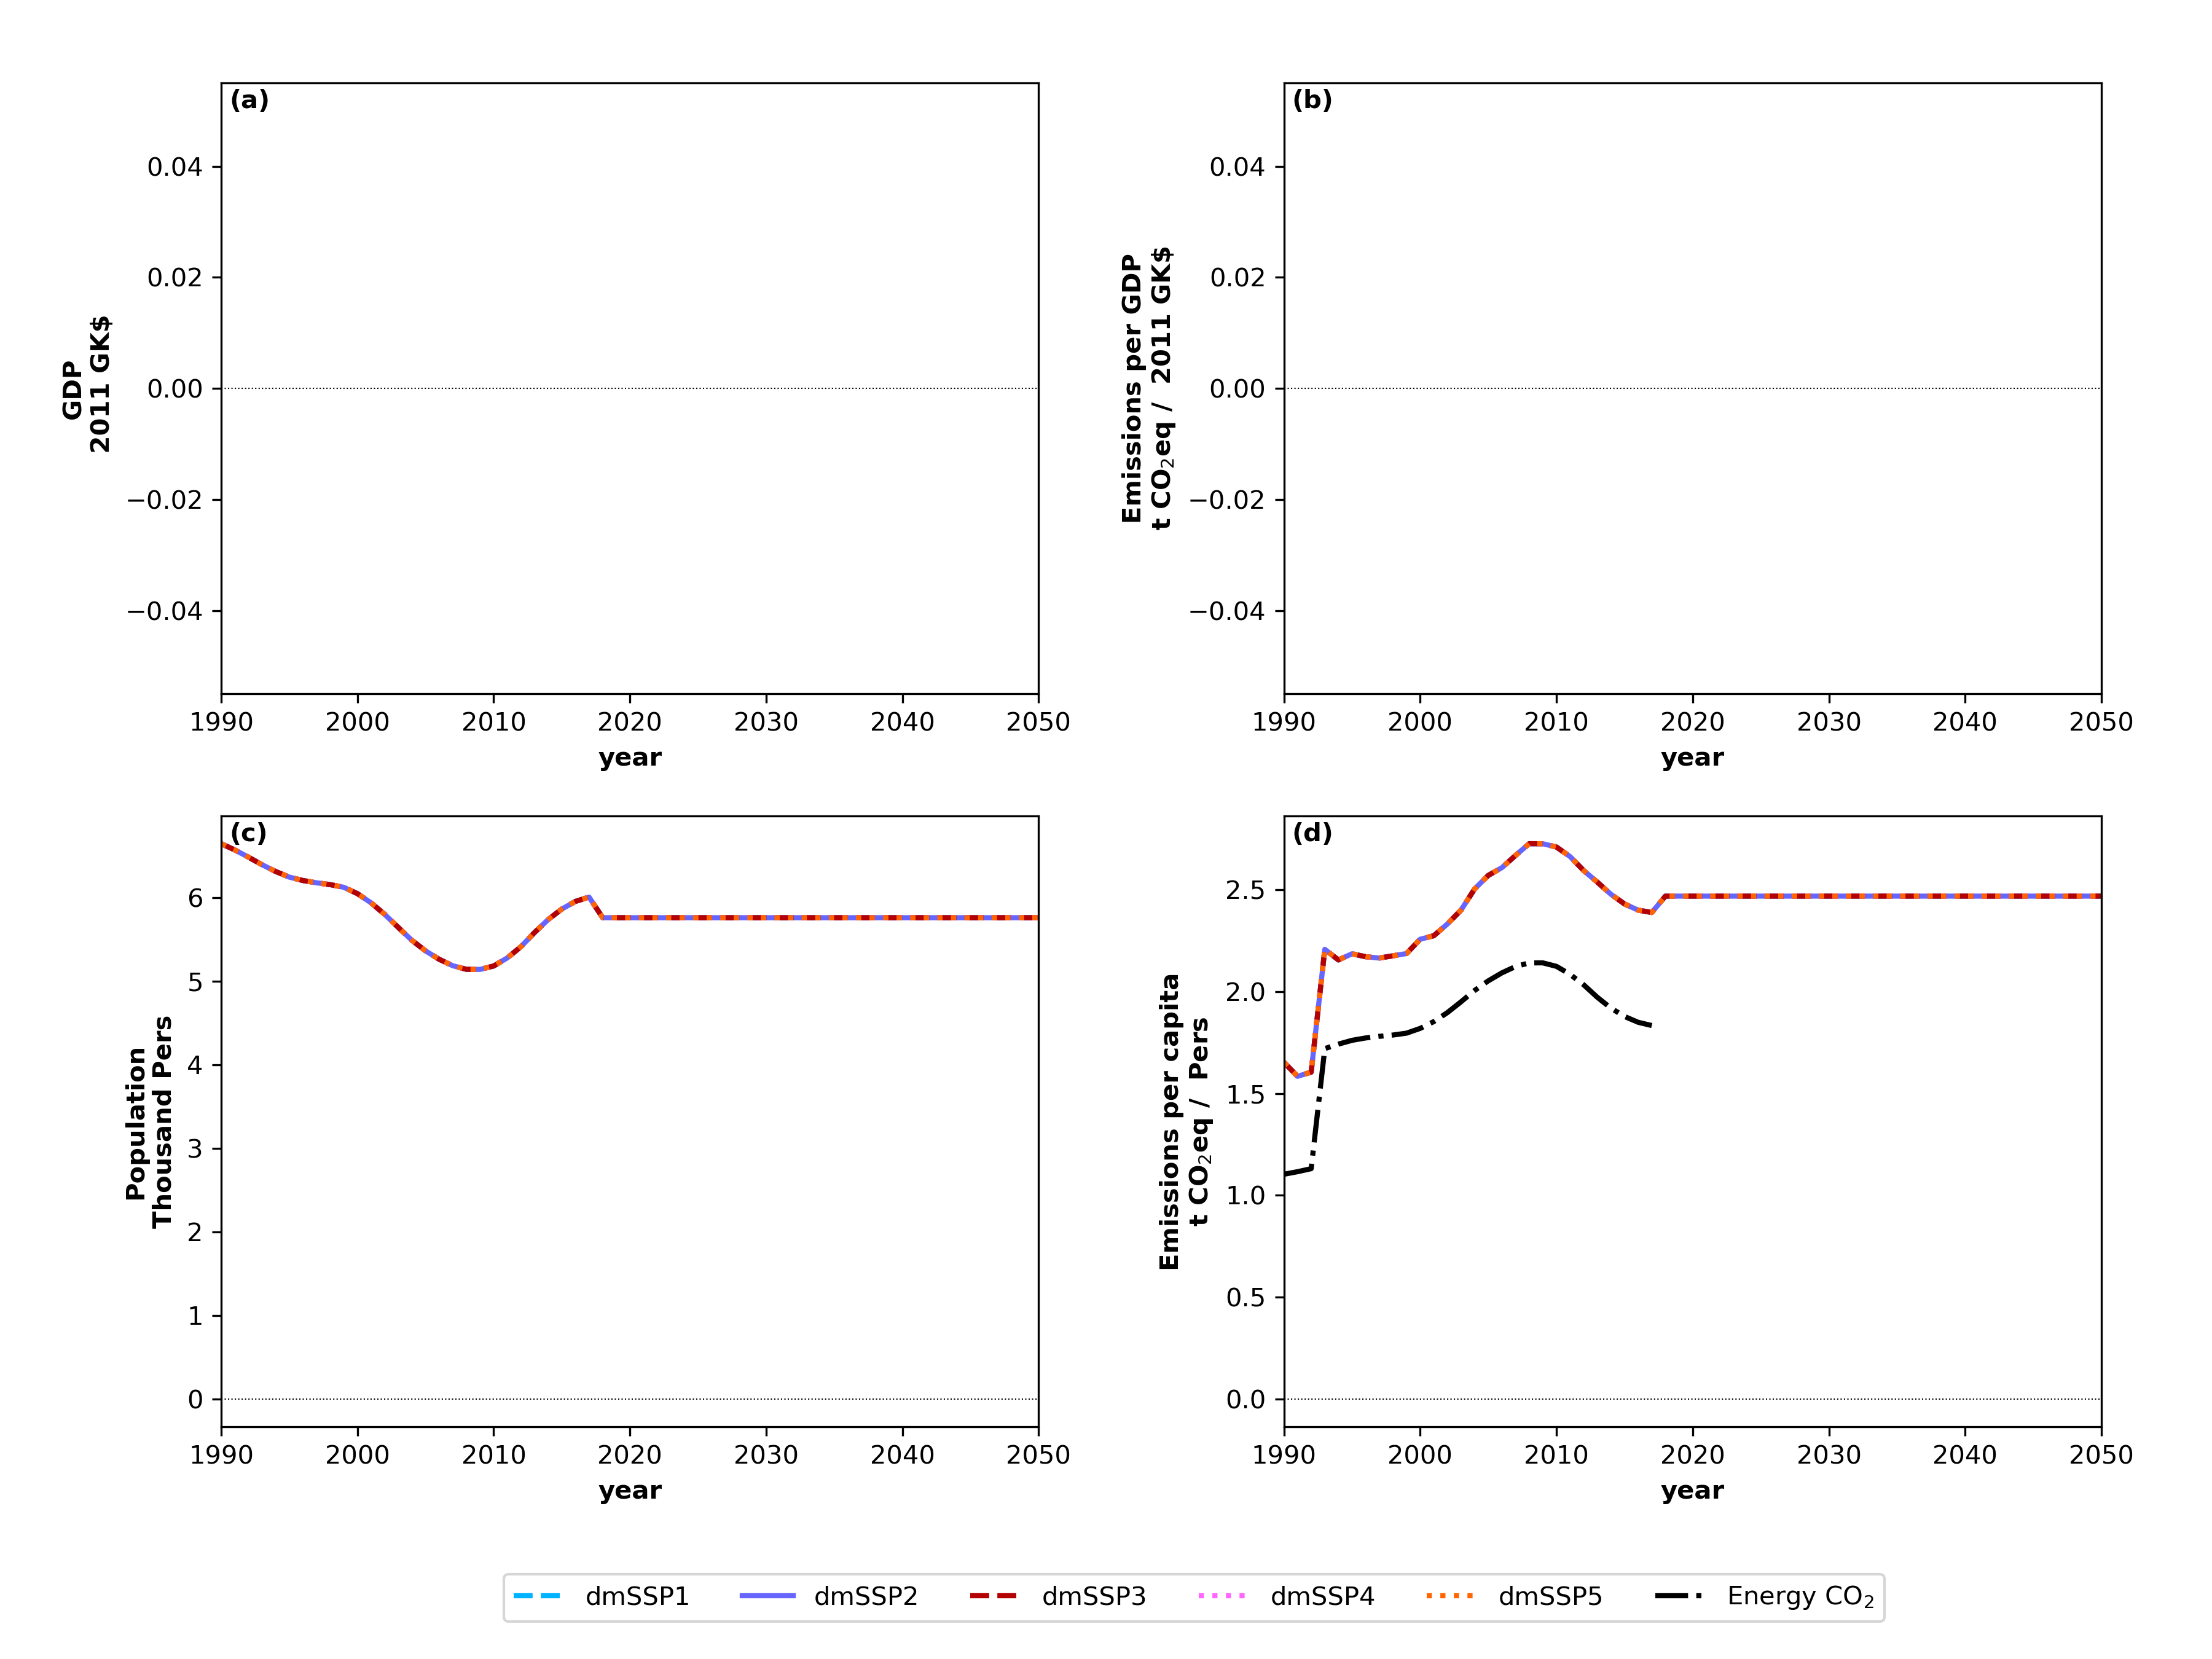 (a)
0.04
0.02
0.00
−0.02
−0.04
GDP
2011 GK$
1990 2000 2010 2020 2030 2040 2050
year
(b)
0.04
0.02
0.00
−0.02
−0.04
Emissions per GDP
t CO₂eq / 2011 GK$
1990 2000 2010 2020 2030 2040 2050
year
(c)
6
5
4
3
2
1
0
Population
Thousand Pers
1990 2000 2010 2020 2030 2040 2050
year
(d)
2.5
2.0
1.5
1.0
0.5
0.0
Emissions per capita
t CO₂eq / Pers
1990 2000 2010 2020 2030 2040 2050
year
dmSSP1 dmSSP2 dmSSP3 dmSSP4 dmSSP5 Energy CO₂